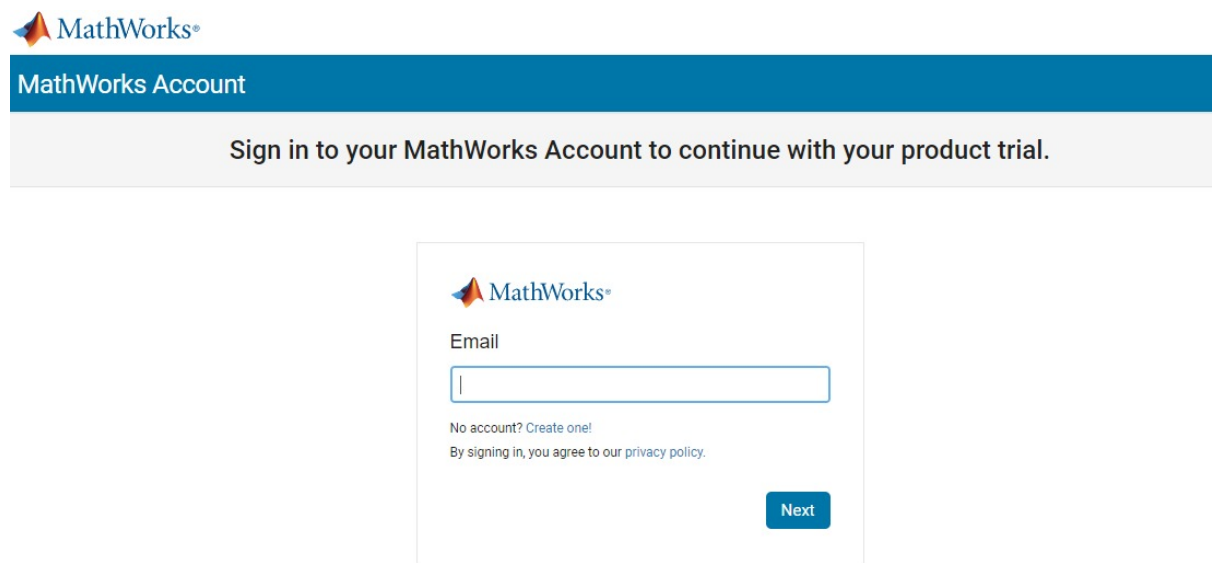 MathWorks®
MathWorks Account
Sign in to your MathWorks Account to continue with your product trial.
MathWorks®
Email
No account? Create one!
By signing in, you agree to our privacy policy.
Next